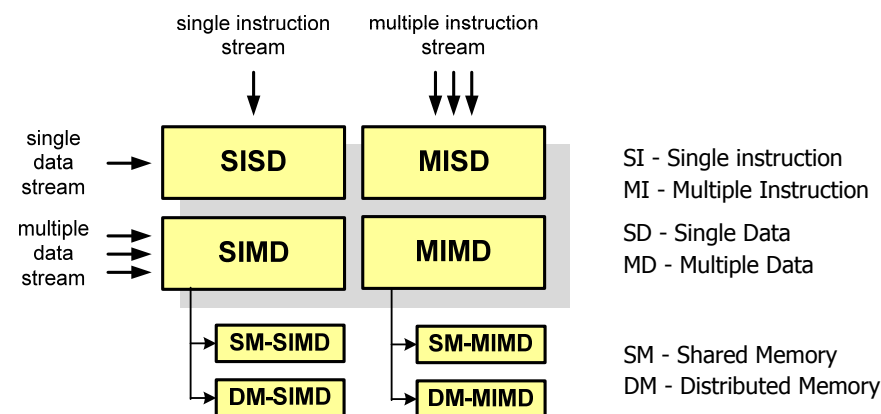 single instruction
stream
multiple instruction
stream
single
data
stream
SISD
MISD
multiple
data
stream
SIMD
MIMD
SM-SIMD
SM-MIMD
DM-SIMD
DM-MIMD
SI - Single instruction
MI - Multiple Instruction
SD - Single Data
MD - Multiple Data
SM - Shared Memory
DM - Distributed Memory